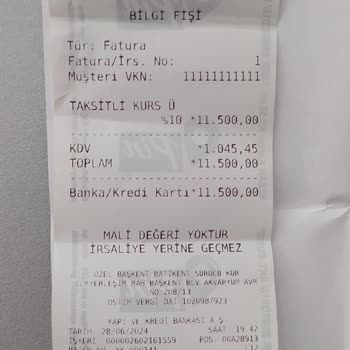 BİLGİ FİŞİ
Tür: Fatura
Fatura/İrs. No: 1
Müşteri VKN: 11111111111
TAKSİTLİ KURS Ü
%10 *11.500,00
KDV *1.045,45
TOPLAM *11.500,00
Banka/Kredi Kartı *11.500,00
MALİ DEĞERİ YOKTUR
İRSALİYE YERİNE GEÇMEZ
ÖZEL BAŞKENT BATIKENT SÜRÜCÜ KUR
MAH BAŞKENT BLV AKVARYUM AVM
NO:208/13
OSTİM VERGİ DAİ 1020987923
YAPI VE KREDİ BANKASI A.Ş
TARİH 28/06/2024 SAAT 19:42
İŞYERİ 000002602161559 POS: 00A28913